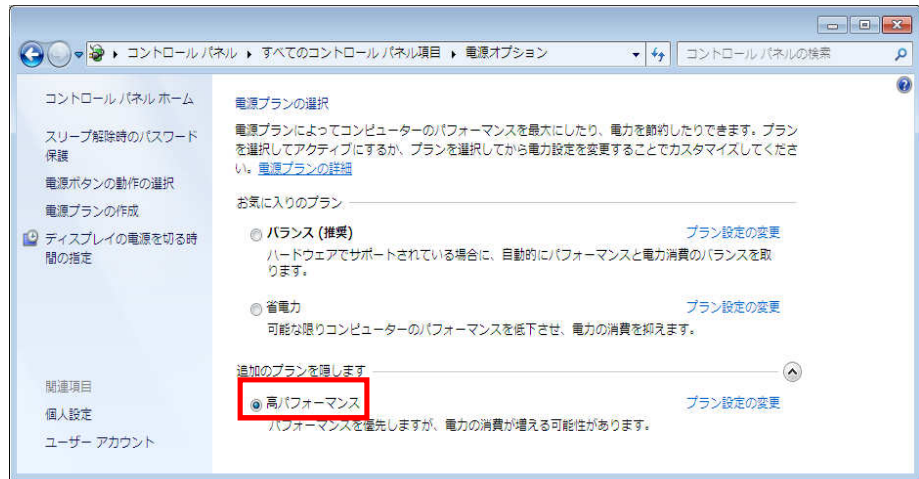 コントロール パネル ▸ すべてのコントロール パネル項目 ▸ 電源オプション
コントロール パネルの検索
コントロール パネル ホーム
スリープ解除時のパスワード
保護
電源ボタンの動作の選択
電源プランの作成
ディスプレイの電源を切る時
間の指定
関連項目
個人設定
ユーザー アカウント
電源プランの選択
電源プランによってコンピューターのパフォーマンスを最大にしたり、電力を節約したりできます。プラン
を選択してアクティブにするか、プランを選択してから電力設定を変更することでカスタマイズしてくださ
い。電源プランの詳細
お気に入りのプラン
バランス (推奨) プラン設定の変更
ハードウェアでサポートされている場合に、自動的にパフォーマンスと電力消費のバランスを取
ります。
省電力 プラン設定の変更
可能な限りコンピューターのパフォーマンスを低下させ、電力の消費を抑えます。
追加のプランを隠します
高パフォーマンス プラン設定の変更
パフォーマンスを優先しますが、電力の消費が増える可能性があります。